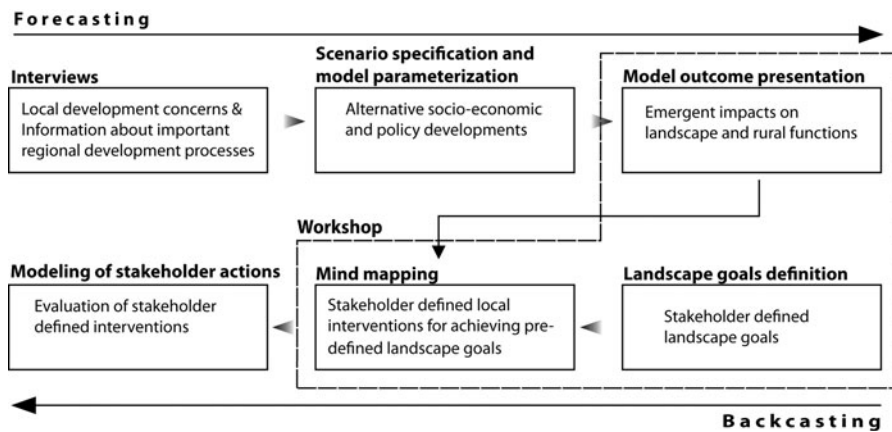 Forecasting
Interviews
Local development concerns &
Information about important
regional development processes
Scenario specification and
model parameterization
Alternative socio-economic
and policy developments
Model outcome presentation
Emergent impacts on
landscape and rural functions
Workshop
Modeling of stakeholder actions
Evaluation of stakeholder
defined interventions
Mind mapping
Stakeholder defined local
interventions for achieving pre-
defined landscape goals
Landscape goals definition
Stakeholder defined
landscape goals
Backcasting